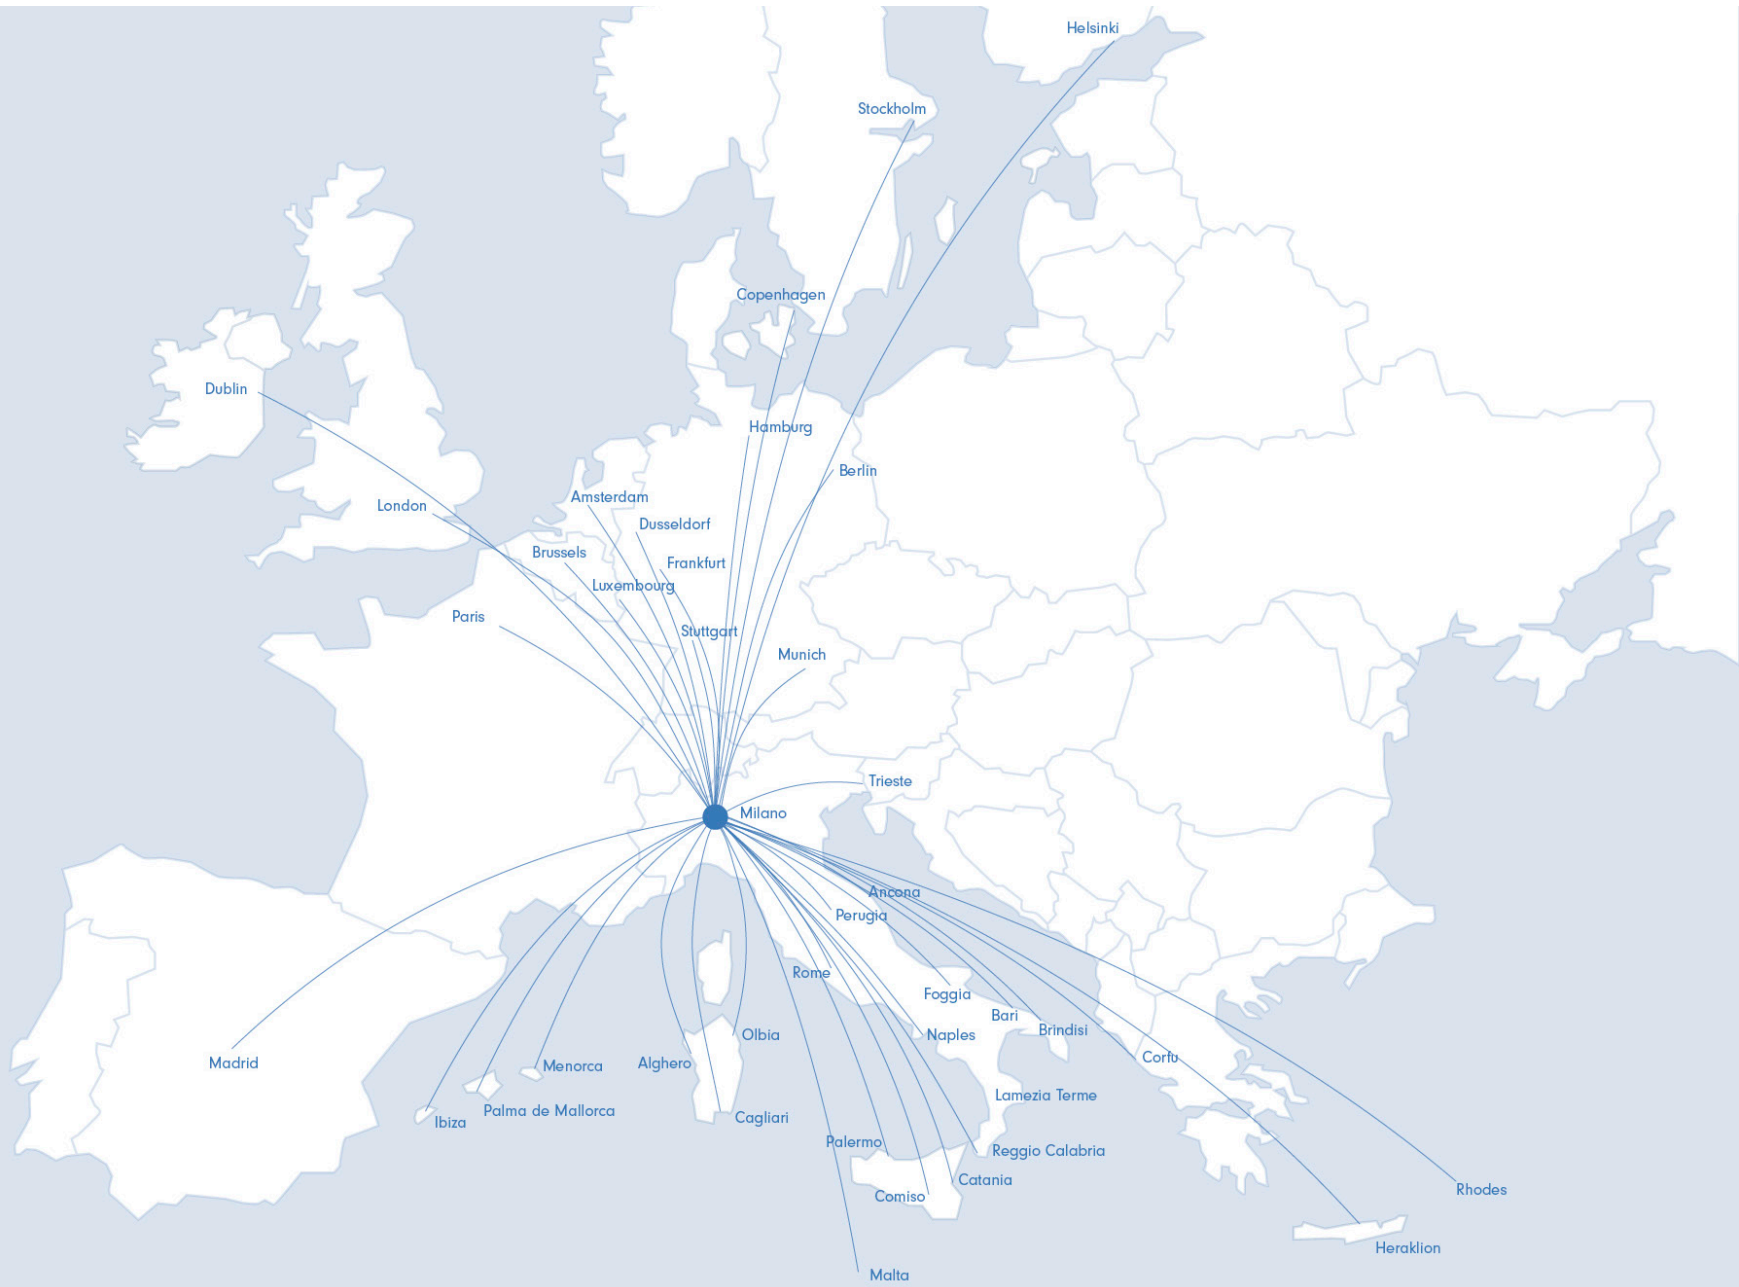 Helsinki
Stockholm
Copenhagen
Dublin
Hamburg
Berlin
Amsterdam
London
Dusseldorf
Brussels
Frankfurt
Luxembourg
Paris
Stuttgart
Munich
Trieste
Milano
Ancona
Perugia
Rome
Foggia
Bari
Brindisi
Olbia
Naples
Corfu
Madrid
Alghero
Menorca
Lamezia Terme
Palma de Mallorca
Ibiza
Cagliari
Palermo
Reggio Calabria
Catania
Rhodes
Comiso
Heraklion
Malta